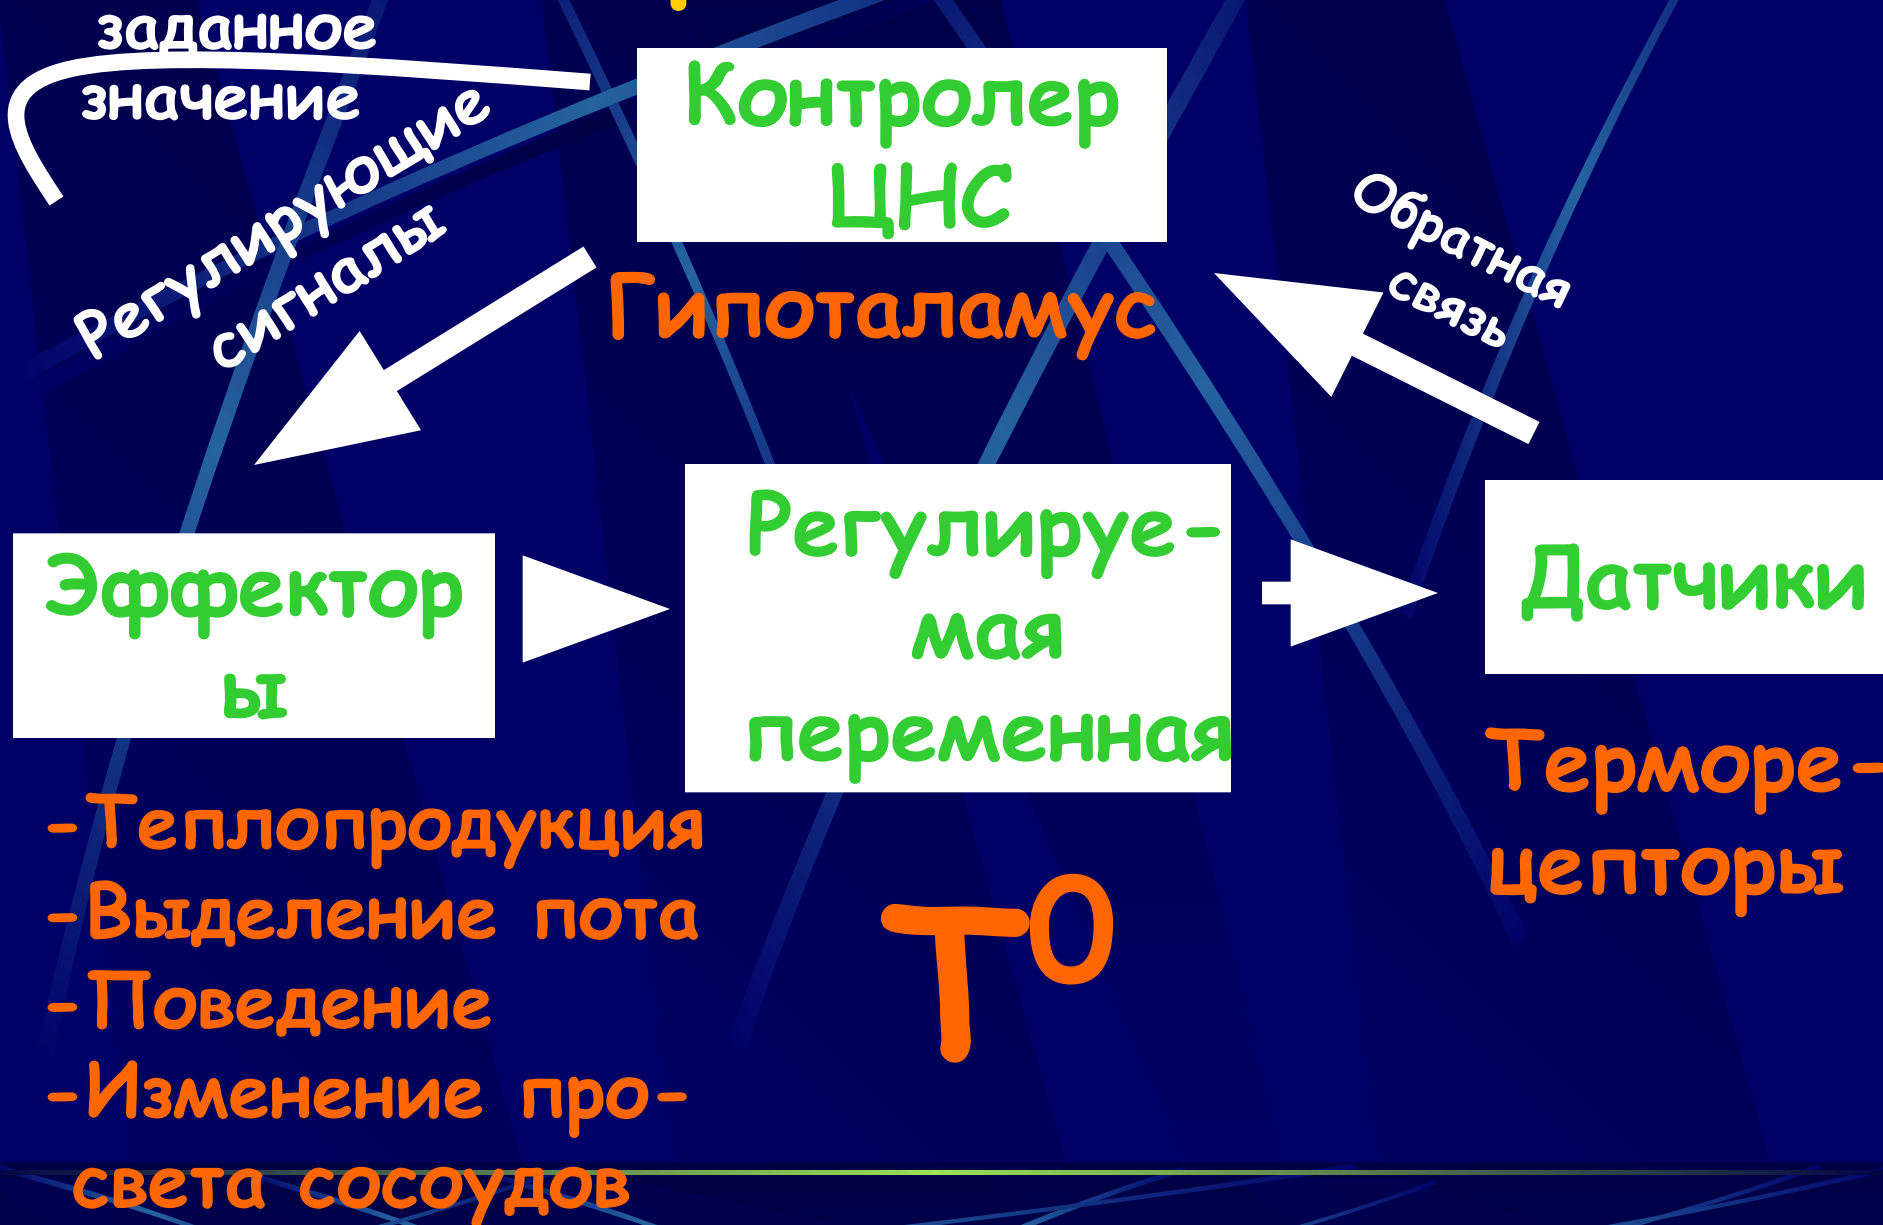 заданное
значение
Контролер
ЦНС
Гипоталамус
Регулирующие
сигналы
Обратная
связь
Эффектор
ы
Регулируе-
мая
переменная
Датчики
-Теплопродукция
-Выделение пота
-Поведение
-Изменение про-
света сосоудов
T⁰
Терморе-
цепторы